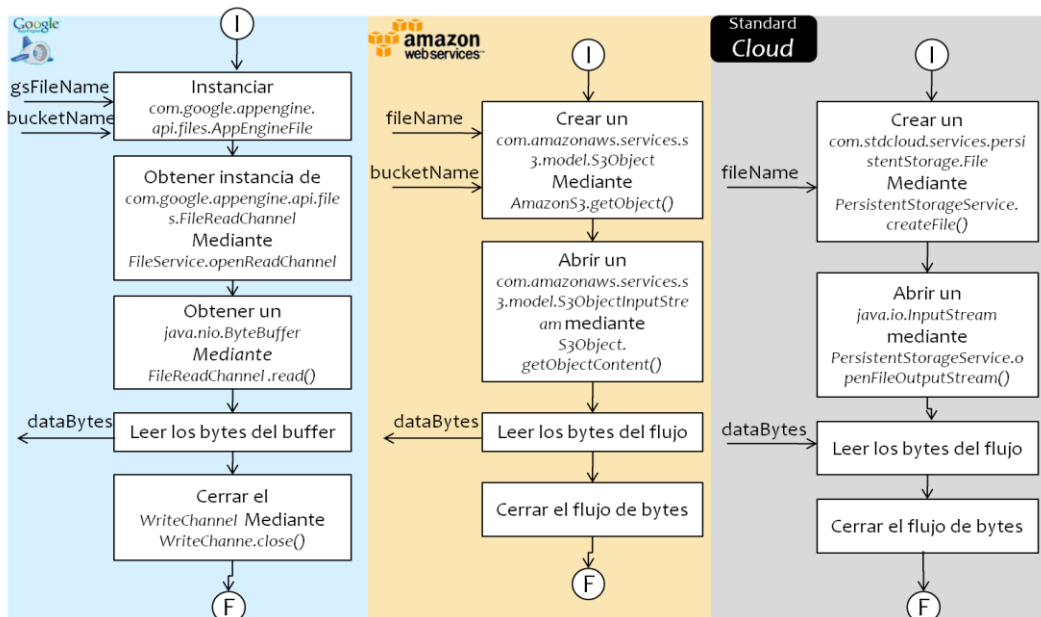 Google
App Engine
I
gsFileName
bucketName
Instanciar
com.google.appengine.
api.files.AppEngineFile
Obtener instancia de
com.google.appengine.api.file
s.FileReadChannel
Mediante
FileService.openReadChannel
Obtener un
java.nio.ByteBuffer
Mediante
FileReadChannel.read()
dataBytes
Leer los bytes del buffer
Cerrar el
WriteChannel Mediante
WriteChanne.close()
F
amazon
webservices™
I
fileName
bucketName
Crear un
com.amazonaws.services.s
3.model.S3Object
Mediante
AmazonS3.getObject()
Abrir un
com.amazonaws.services.s
3.model.S3ObjectInputStre
am mediante
S3Object.
getObjectContent()
dataBytes
Leer los bytes del flujo
Cerrar el flujo de bytes
F
Standard
Cloud
I
fileName
Crear un
com.stdcloud.services.persi
stentStorage.File
Mediante
PersistentStorageService.
createFile()
Abrir un
java.io.InputStream
mediante
PersistentStorageService.o
penFileOutputStream()
dataBytes
Leer los bytes del flujo
Cerrar el flujo de bytes
F